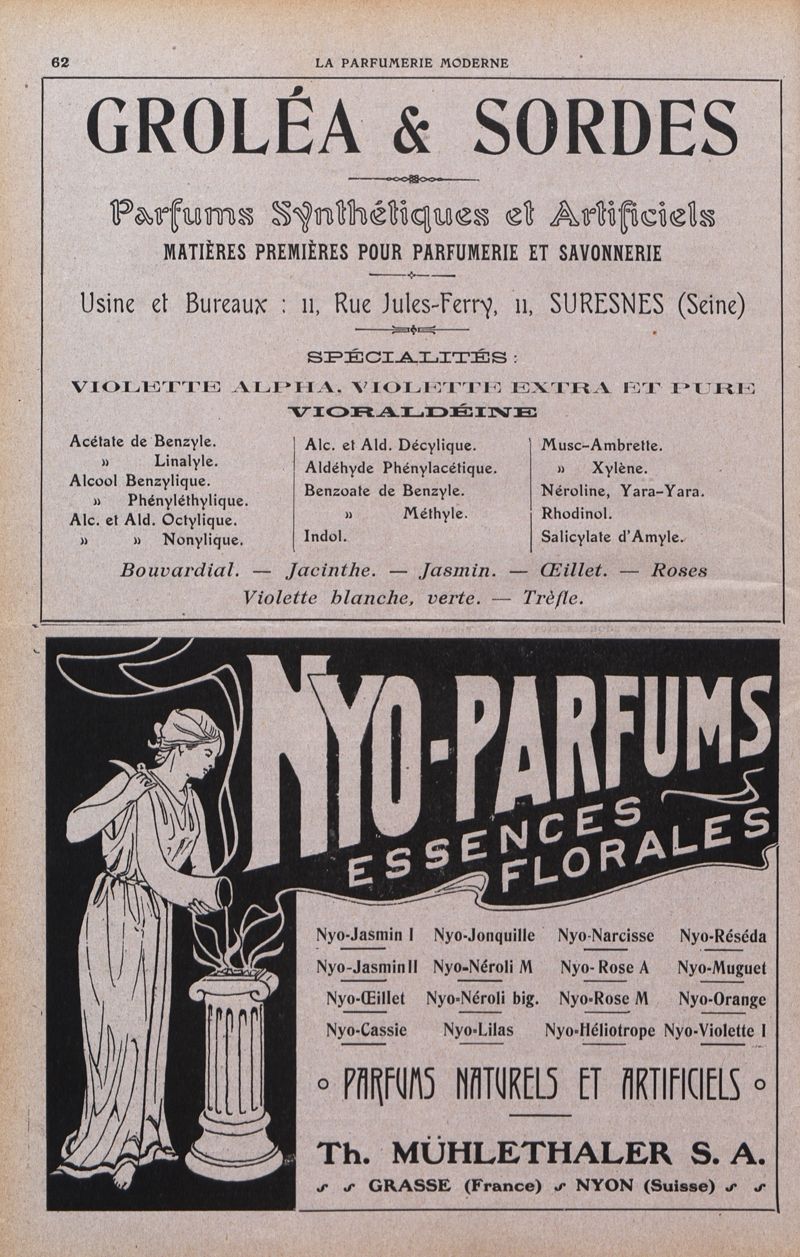 62
LA PARFUMERIE MODERNE
GROLÉA & SORDES
Parfums Synthétiques et Artificiels
MATIÈRES PREMIÈRES POUR PARFUMERIE ET SAVONNERIE
Usine et Bureaux : 11, Rue Jules-Ferry, 11, SURESNES (Seine)
SPÉCIALITÉS :
VIOLETTE ALPHA, VIOLETTE EXTRA ET PURE
VIORALDÉINE
Acétate de Benzyle.
» Linalyle.
Alcool Benzylique.
» Phényléthylique.
Alc. et Ald. Octylique.
» » Nonylique.
Alc. et Ald. Décylique.
Aldéhyde Phénylacétique.
Benzoate de Benzyle.
» Méthyle.
Indol.
Musc-Ambrette.
» Xylène.
Néroline, Yara-Yara.
Rhodinol.
Salicylate d'Amyle.
Bouvardial. — Jacinthe. — Jasmin. — Œillet. — Roses
Violette blanche, verte. — Trèfle.
NYO-PARFUMS
ESSENCES
FLORALES
Nyo-Jasmin I Nyo-Jonquille Nyo-Narcisse Nyo-Réséda
Nyo-Jasmin II Nyo-Néroli M Nyo-Rose A Nyo-Muguet
Nyo-Œillet Nyo-Néroli big. Nyo-Rose M Nyo-Orange
Nyo-Cassie Nyo-Lilas Nyo-Héliotrope Nyo-Violette I
PARFUMS NATURELS ET ARTIFICIELS
Th. MÜHLETHALER S. A.
GRASSE (France) NYON (Suisse)